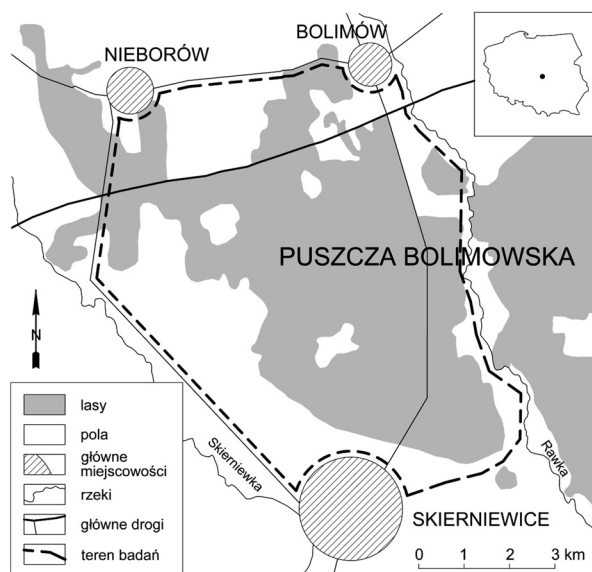 BOLIMÓW
NIEBORÓW
PUSZCZA BOLIMOWSKA
N
lasy
pola
główne
miejscowości
rzeki
główne drogi
teren badań
Skierniewka
Rawka
SKIERNIEWICE
0 1 2 3 km